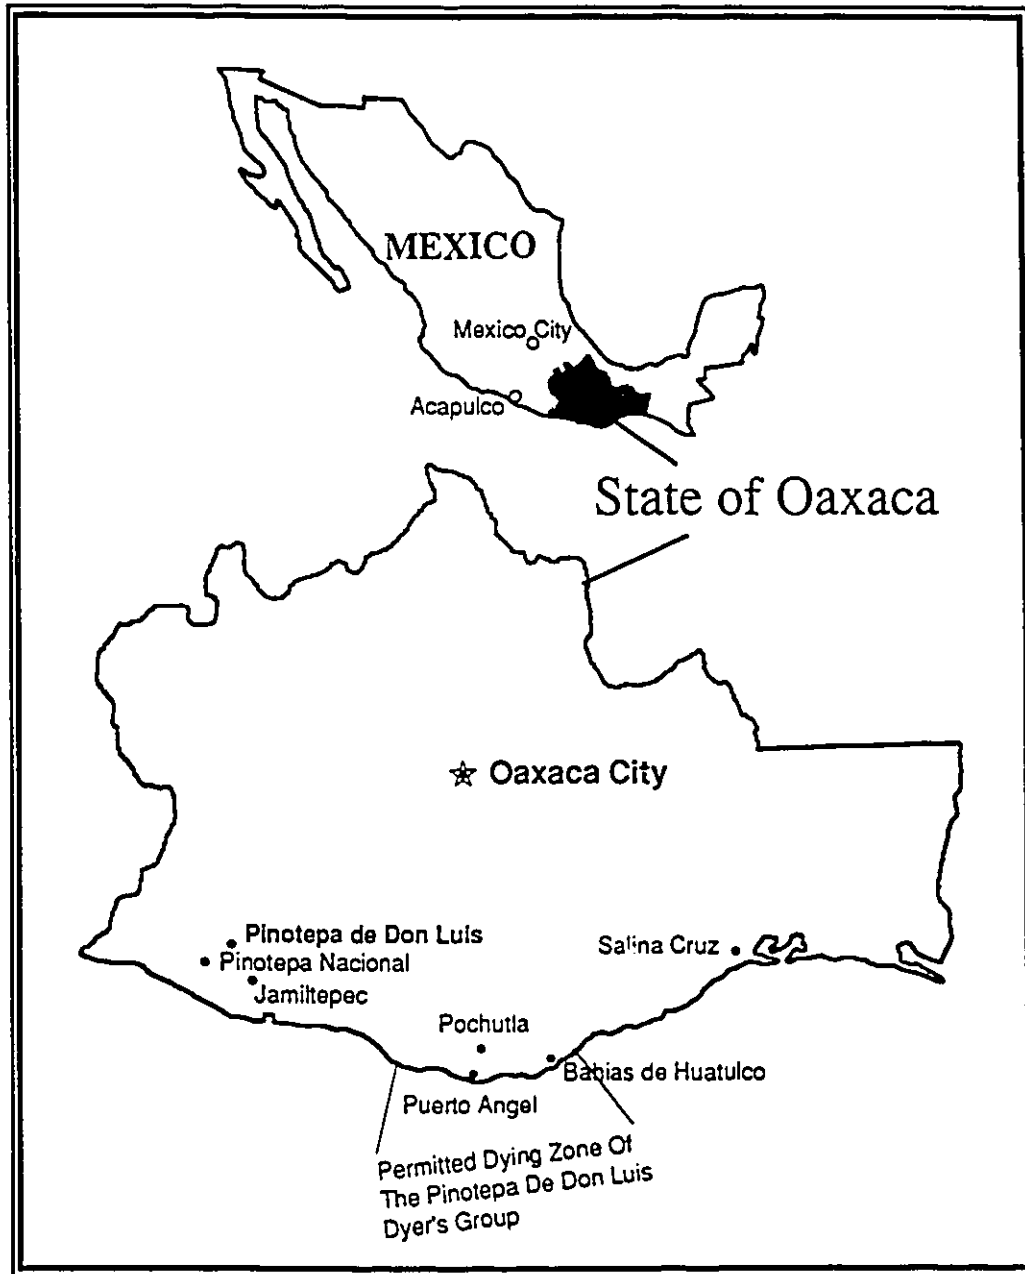 MEXICO
Mexico City
Acapulco
State of Oaxaca
Oaxaca City
Pinotepa de Don Luis
Pinotepa Nacional
Jamiltepec
Salina Cruz
Pochutla
Bahias de Huatulco
Puerto Angel
Permitted Dying Zone Of
The Pinotepa De Don Luis
Dyer's Group